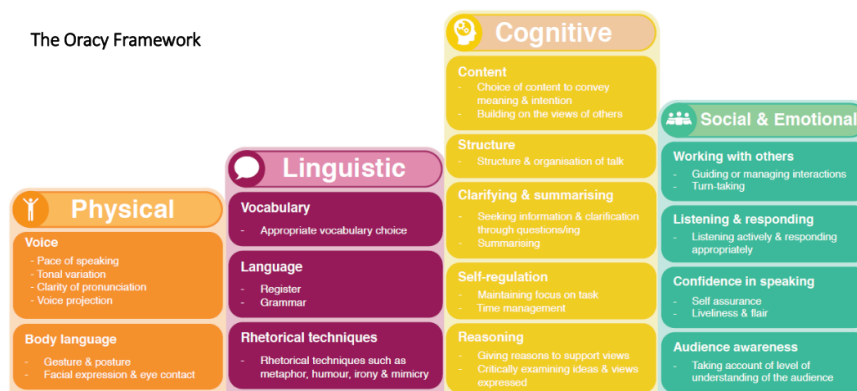 The Oracy Framework
Physical
Voice
- Pace of speaking
- Tonal variation
- Clarity of pronunciation
- Voice projection
Body language
- Gesture & posture
- Facial expression & eye contact
Linguistic
Vocabulary
- Appropriate vocabulary choice
Language
- Register
- Grammar
Rhetorical techniques
- Rhetorical techniques such as
metaphor, humour, irony & mimicry
Cognitive
Content
- Choice of content to convey
meaning & intention
- Building on the views of others
Structure
- Structure & organisation of talk
Clarifying & summarising
- Seeking information & clarification
through questions/ing
- Summarising
Self-regulation
- Maintaining focus on task
- Time management
Reasoning
- Giving reasons to support views
- Critically examining ideas & views
expressed
Social & Emotional
Working with others
- Guiding or managing interactions
- Turn-taking
Listening & responding
- Listening actively & responding
appropriately
Confidence in speaking
- Self assurance
- Liveliness & flair
Audience awareness
- Taking account of level of
understanding of the audience